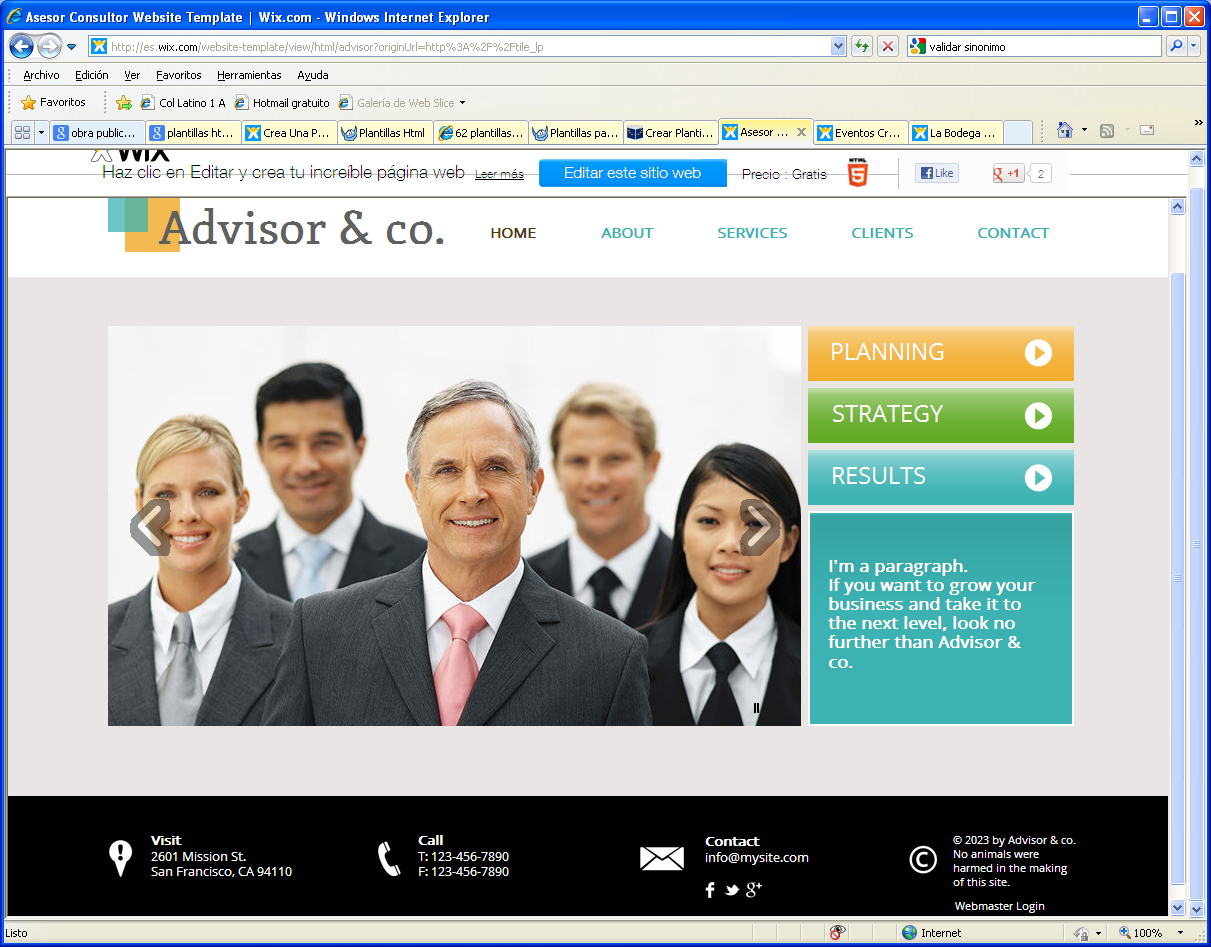 Asesor Consultor Website Template | Wix.com - Windows Internet Explorer
http://es.wix.com/website-template/view/html/advisor?originUrl=http%3A%2F%2Ftile_lp
validar sinonimo
Archivo Edición Ver Favoritos Herramientas Ayuda
Favoritos Col Latino 1 A Hotmail gratuito Galería de Web Slice
obra public... plantillas ht... Crea Una P... Plantillas Html 62 plantillas... Plantillas pa... Crear Planti... Asesor ... Eventos Cr... La Bodega ...
WIX
Haz clic en Editar y crea tu increíble página web Leer más Editar este sitio web Precio : Gratis HTML 5 Like +1 2
Advisor & co. HOME ABOUT SERVICES CLIENTS CONTACT
PLANNING
STRATEGY
RESULTS
I'm a paragraph.
If you want to grow your
business and take it to
the next level, look no
further than Advisor &
co.
Visit
2601 Mission St.
San Francisco, CA 94110
Call
T: 123-456-7890
F: 123-456-7890
Contact
info@mysite.com
© 2023 by Advisor & co.
No animals were
harmed in the making
of this site.
Webmaster Login
Listo Internet 100%